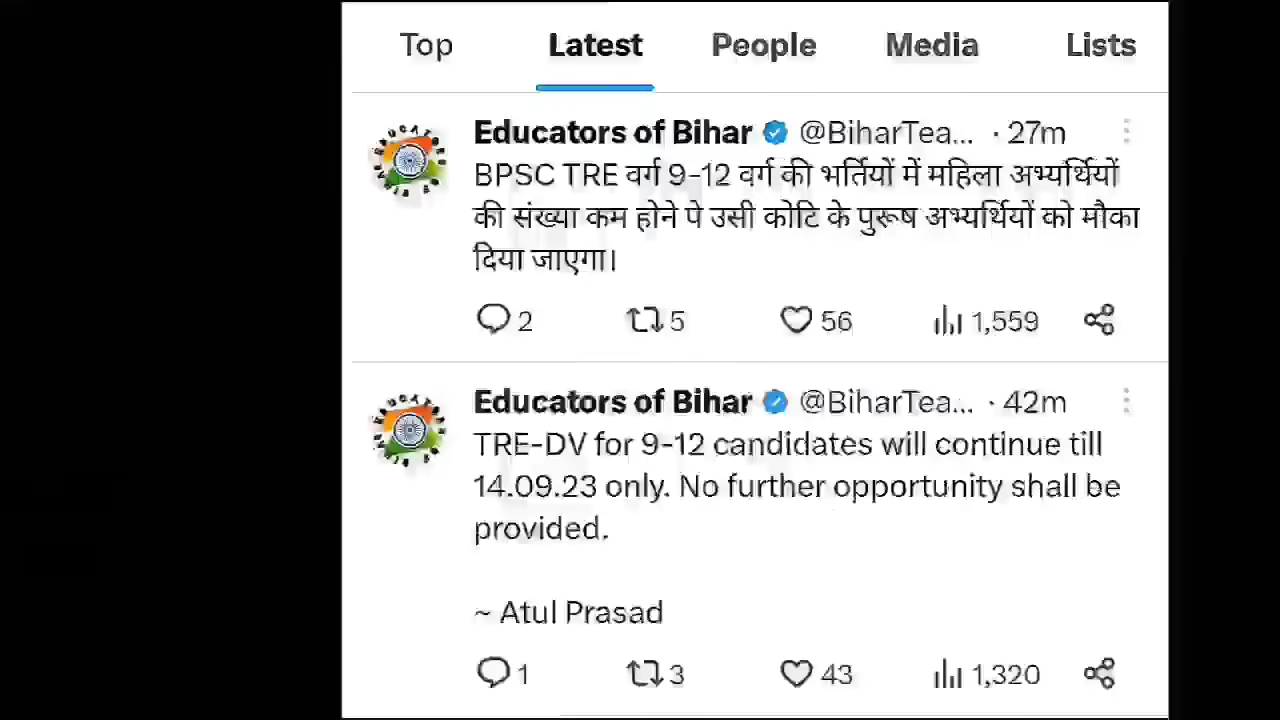 Top Latest People Media Lists
Educators of Bihar @BiharTea... · 27m
BPSC TRE वर्ग 9-12 वर्ग की भर्तियों में महिला अभ्यर्थियों
की संख्या कम होने पे उसी कोटि के पुरूष अभ्यर्थियों को मौका
दिया जाएगा।
2 5 56 1,559
Educators of Bihar @BiharTea... · 42m
TRE-DV for 9-12 candidates will continue till
14.09.23 only. No further opportunity shall be
provided.
~ Atul Prasad
1 3 43 1,320